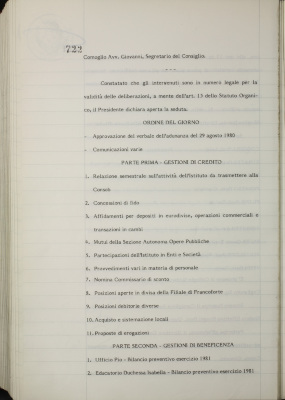 722
Comoglio Avv. Giovanni, Segretario del Consiglio.
Constatato che gli intervenuti sono in numero legale per la
validità delle deliberazioni, a mente dell'art. 13 dello Statuto Organi-
co, il Presidente dichiara aperta la seduta.
ORDINE DEL GIORNO
- Approvazione del verbale dell'adunanza del 29 agosto 1980
- Comunicazioni varie
PARTE PRIMA - GESTIONI DI CREDITO
1. Relazione semestrale sull'attività dell'Istituto da trasmettere alla
Consob
2. Concessioni di fido
3. Affidamenti per depositi in eurodivise, operazioni commerciali e
transazioni in cambi
4. Mutui della Sezione Autonoma Opere Pubbliche
5. Partecipazioni dell'Istituto in Enti e Società
6. Provvedimenti vari in materia di personale
7. Nomina Commissario di sconto
8. Posizioni aperte in divisa della Filiale di Francoforte
9. Posizioni debitorie diverse
10. Acquisto e sistemazione locali
11. Proposte di erogazioni
PARTE SECONDA - GESTIONI DI BENEFICENZA
1. Ufficio Pio - Bilancio preventivo esercizio 1981
2. Educatorio Duchessa Isabella - Bilancio preventivo esercizio 1981